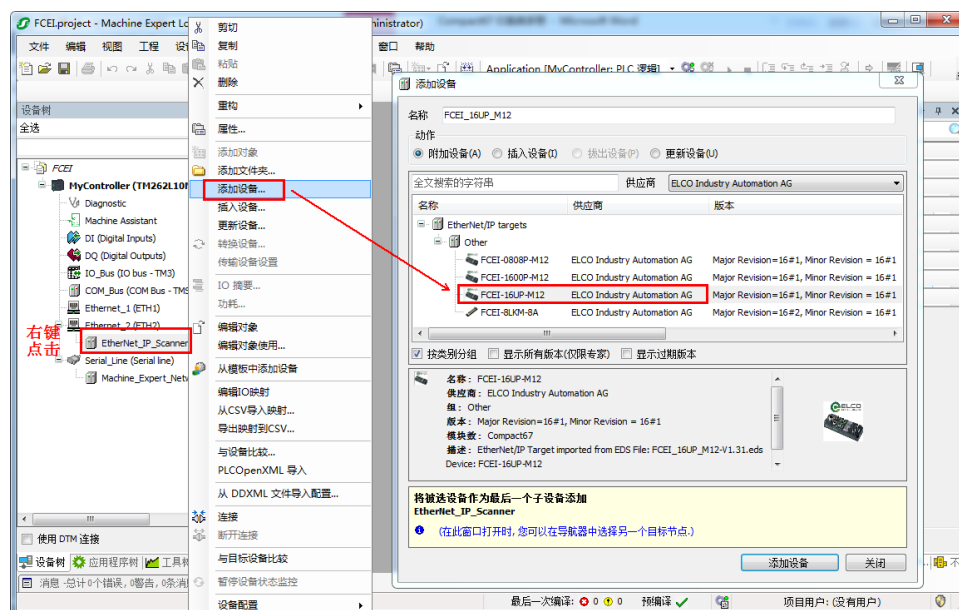 FCEI.project - Machine Expert Lo
inistrator)
文件 编辑 视图 工程
窗口 帮助
Application [MyController: PLC 逻辑]
设备树
全选
FCEI
MyController (TM262L10
Diagnostic
Machine Assistant
DI (Digital Inputs)
DQ (Digital Outputs)
IO_Bus (IO bus - TM3)
COM_Bus (COM Bus - TMS
Ethernet_1 (ETH1)
Ethernet_2 (ETH2)
EtherNet_IP_Scanner
Serial_Line (Serial line)
Machine_Expert_Netw
右键
点击
使用 DTM 连接
设备树 应用程序树 工具树
消息 -总计0个错误, 0警告, 0条消
剪切
复制
粘贴
删除
重构
属性...
添加对象
添加文件夹...
添加设备...
插入设备...
更新设备...
转换设备...
传输设备设置
IO 摘要...
功耗...
编辑对象
编辑对象使用...
从模板中添加设备
编辑IO映射
从CSV导入映射...
导出映射到CSV...
与设备比较...
PLCOpenXML 导入
从 DDXML 文件导入配置...
连接
断开连接
与目标设备比较
暂停设备状态监控
设备配置
添加设备
名称 FCEI_16UP_M12
动作
附加设备(A) 插入设备(I) 拔出设备(P) 更新设备(U)
全文搜索的字符串 供应商 ELCO Industry Automation AG
名称 供应商 版本
EtherNet/IP targets
Other
FCEI-0808P-M12 ELCO Industry Automation AG Major Revision=16#1, Minor Revision = 16#1
FCEI-1600P-M12 ELCO Industry Automation AG Major Revision=16#1, Minor Revision = 16#1
FCEI-16UP-M12 ELCO Industry Automation AG Major Revision=16#1, Minor Revision = 16#1
FCEI-8LKM-8A ELCO Industry Automation AG Major Revision=16#1, Minor Revision = 16#1
按类别分组 显示所有版本(仅限专家) 显示过期版本
名称: FCEI-16UP-M12
供应商: ELCO Industry Automation AG
组: Other
版本: Major Revision=16#1, Minor Revision = 16#1
模块数: Compact67
描述: EtherNet/IP Target imported from EDS File: FCEI_16UP_M12-V1.31.eds
Device: FCEI-16UP-M12
ELCO
将被选设备作为最后一个子设备添加
EtherNet_IP_Scanner
(在此窗口打开时, 您可以在导航器中选择另一个目标节点.)
添加设备 关闭
最后一次编译: 0 0 预编译 项目用户: (没有用户)